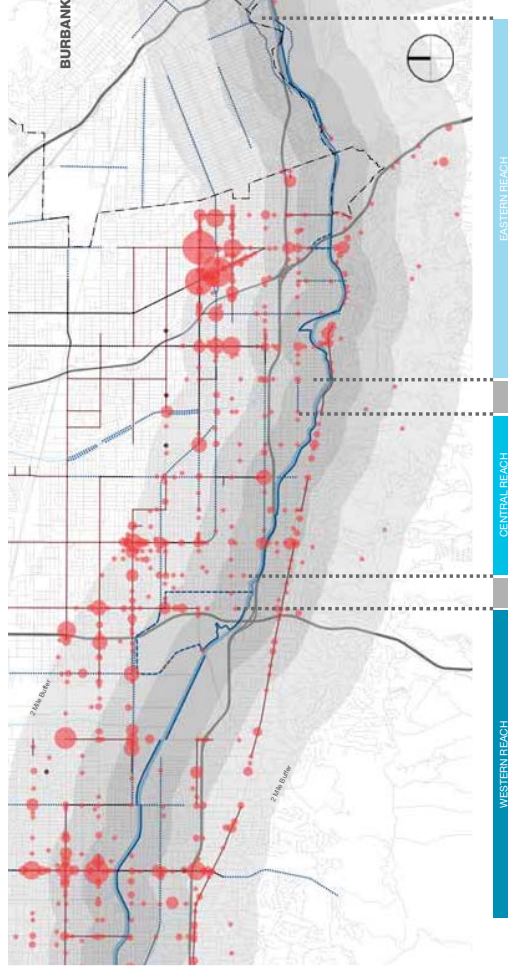 BURBANK
EASTERN REACH
CENTRAL REACH
2 Mile Buffer
2 Mile Buffer
WESTERN REACH